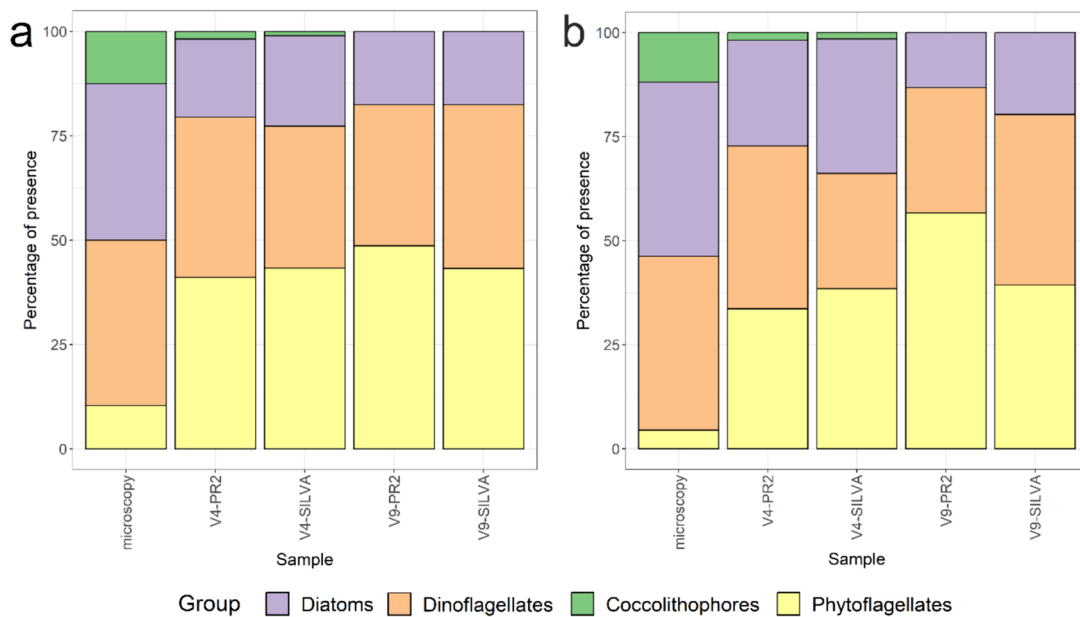 a
Percentage of presence
100
75
50
25
0
microscopy
V4-PR2
V4-SILVA
V9-PR2
V9-SILVA
Sample
b
Percentage of presence
100
75
50
25
0
microscopy
V4-PR2
V4-SILVA
V9-PR2
V9-SILVA
Sample
Group Diatoms Dinoflagellates Coccolithophores Phytoflagellates